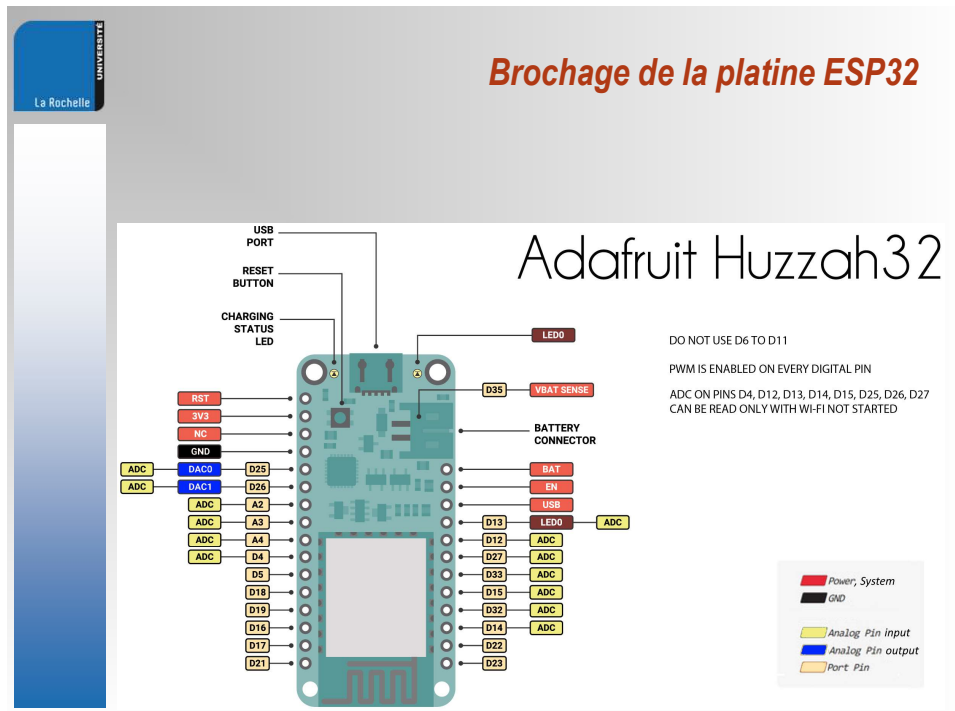 UNIVERSITÉ
La Rochelle
Brochage de la platine ESP32
Adafruit Huzzah32
USB
PORT
RESET
BUTTON
CHARGING
STATUS
LED
LED0
DO NOT USE D6 TO D11
PWM IS ENABLED ON EVERY DIGITAL PIN
ADC ON PINS D4, D12, D13, D14, D15, D25, D26, D27
CAN BE READ ONLY WITH WI-FI NOT STARTED
D35 VBAT SENSE
BATTERY
CONNECTOR
RST
3V3
NC
GND
ADC DAC0 D25
ADC DAC1 D26
ADC A2
ADC A3
ADC A4
ADC D4
D5
D18
D19
D16
D17
D21
BAT
EN
USB
D13 LED0 ADC
D12 ADC
D27 ADC
D33 ADC
D15 ADC
D32 ADC
D14 ADC
D22
D23
Power, System
GND
Analog Pin input
Analog Pin output
Port Pin